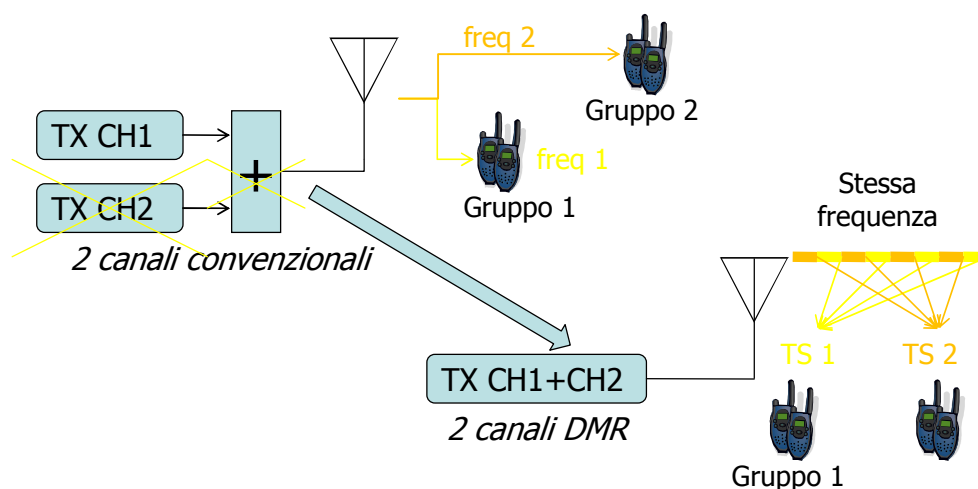 freq 2
Gruppo 2
TX CH1
+
freq 1
TX CH2
Gruppo 1
Stessa
frequenza
2 canali convenzionali
TS 1
TS 2
TX CH1+CH2
2 canali DMR
Gruppo 1